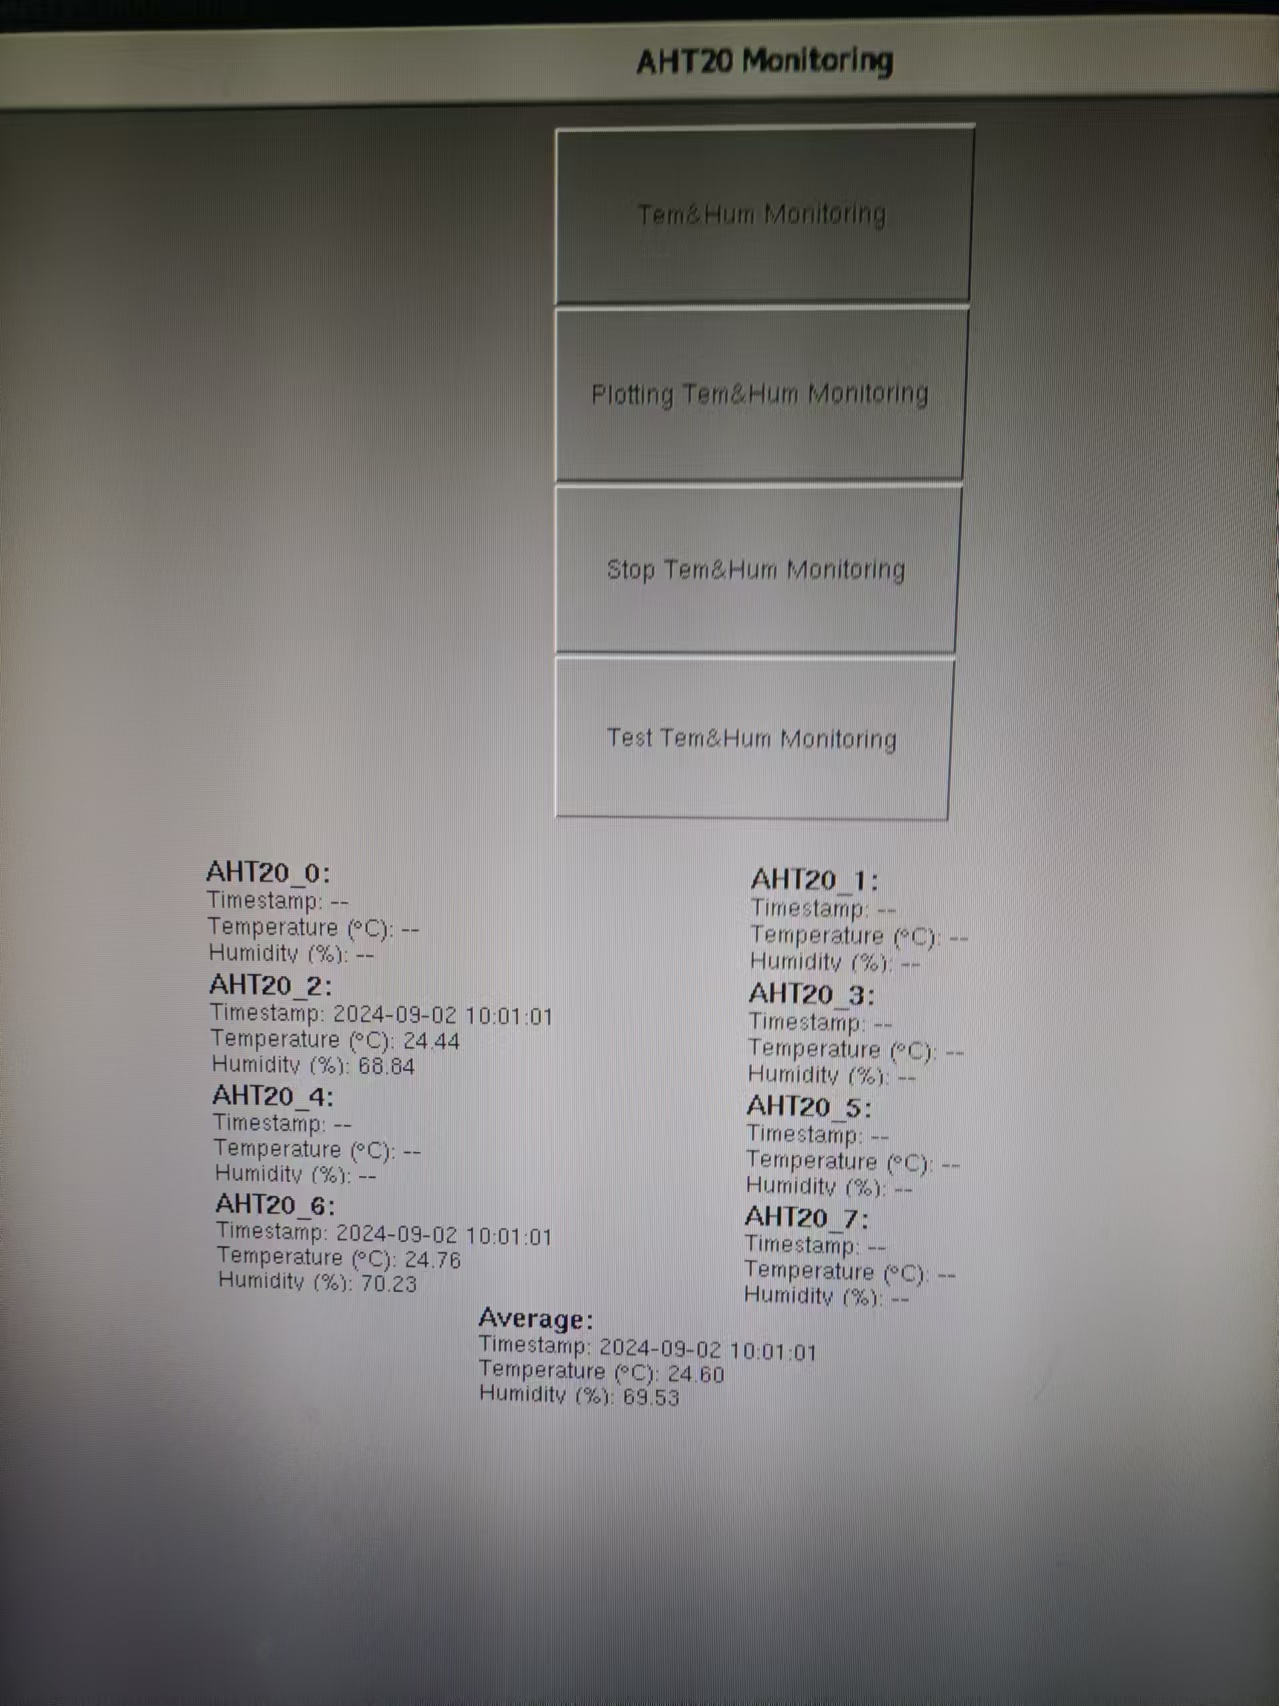 AHT20 Monitoring
Tem&Hum Monitoring
Plotting Tem&Hum Monitoring
Stop Tem&Hum Monitoring
Test Tem&Hum Monitoring
AHT20_0:
Timestamp: --
Temperature (°C): --
Humidity (%): --
AHT20_1:
Timestamp: --
Temperature (°C): --
Humidity (%): --
AHT20_2:
Timestamp: 2024-09-02 10:01:01
Temperature (°C): 24.44
Humidity (%): 68.84
AHT20_3:
Timestamp: --
Temperature (°C): --
Humidity (%): --
AHT20_4:
Timestamp: --
Temperature (°C): --
Humidity (%): --
AHT20_5:
Timestamp: --
Temperature (°C): --
Humidity (%): --
AHT20_6:
Timestamp: 2024-09-02 10:01:01
Temperature (°C): 24.76
Humidity (%): 70.23
AHT20_7:
Timestamp: --
Temperature (°C): --
Humidity (%): --
Average:
Timestamp: 2024-09-02 10:01:01
Temperature (°C): 24.60
Humidity (%): 69.53